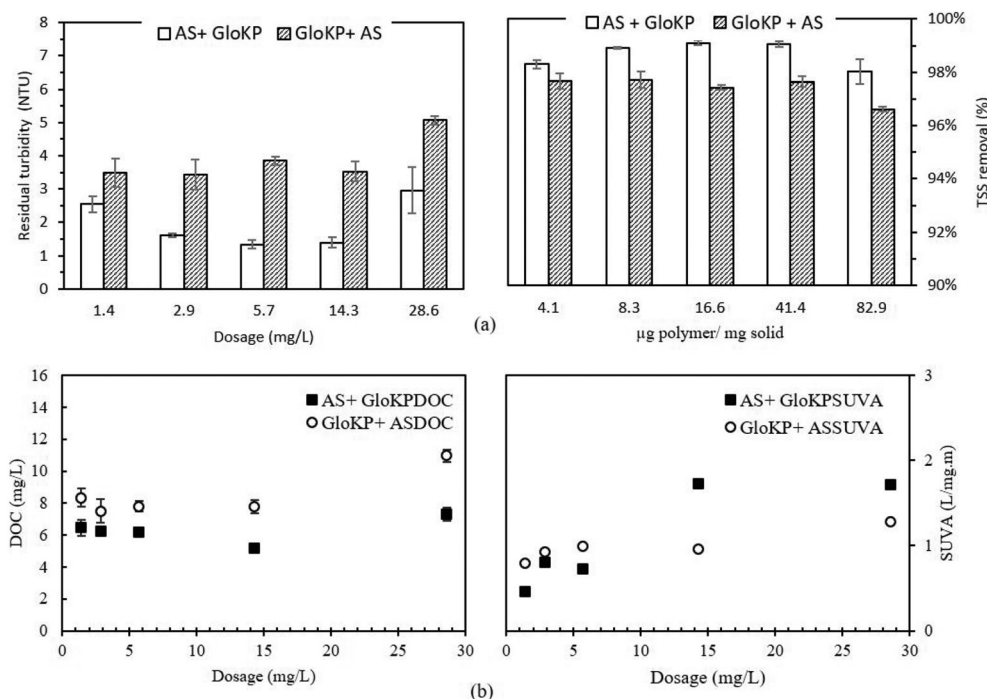 AS+ GloKP GloKP+ AS
Residual turbidity (NTU)
8
7
6
5
4
3
2
1
0
1.4 2.9 5.7 14.3 28.6
Dosage (mg/L)
AS + GloKP GloKP + AS
100%
98%
96%
94%
92%
90%
TSS removal (%)
4.1 8.3 16.6 41.4 82.9
µg polymer/ mg solid
(a)
AS+ GloKPDOC
GloKP+ ASDOC
DOC (mg/L)
16
14
12
10
8
6
4
2
0
0 5 10 15 20 25 30
Dosage (mg/L)
AS+ GloKPSUVA
GloKP+ ASSUVA
3
2
1
0
SUVA (L/mg.m)
0 5 10 15 20 25 30
Dosage (mg/L)
(b)